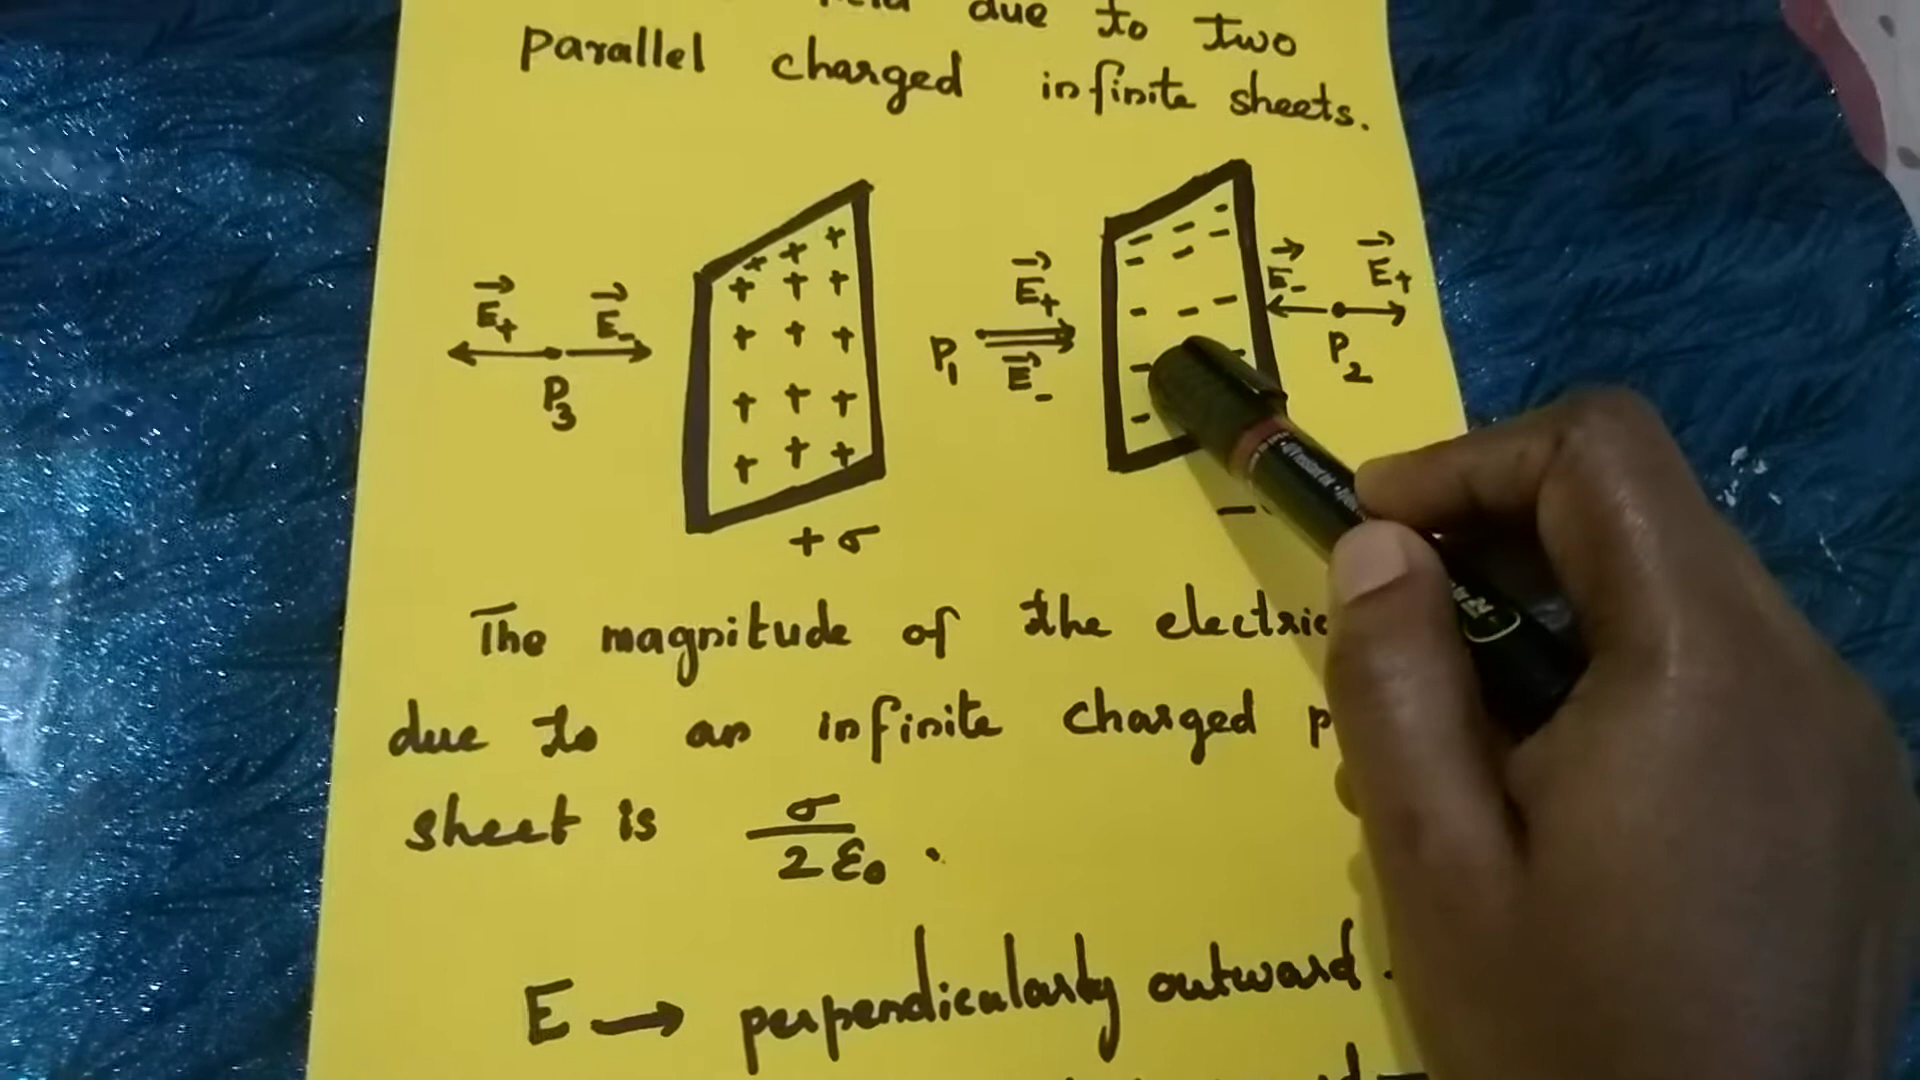 due to two
parallel charged infinite sheets.
E₊ E₋
P₃
+ σ
P₁ E₊
E₋
E₋ E₊
P₂
The magnitude of the electric
due to an infinite charged
sheet is σ/2ε₀ .
E → perpendicularly outward.